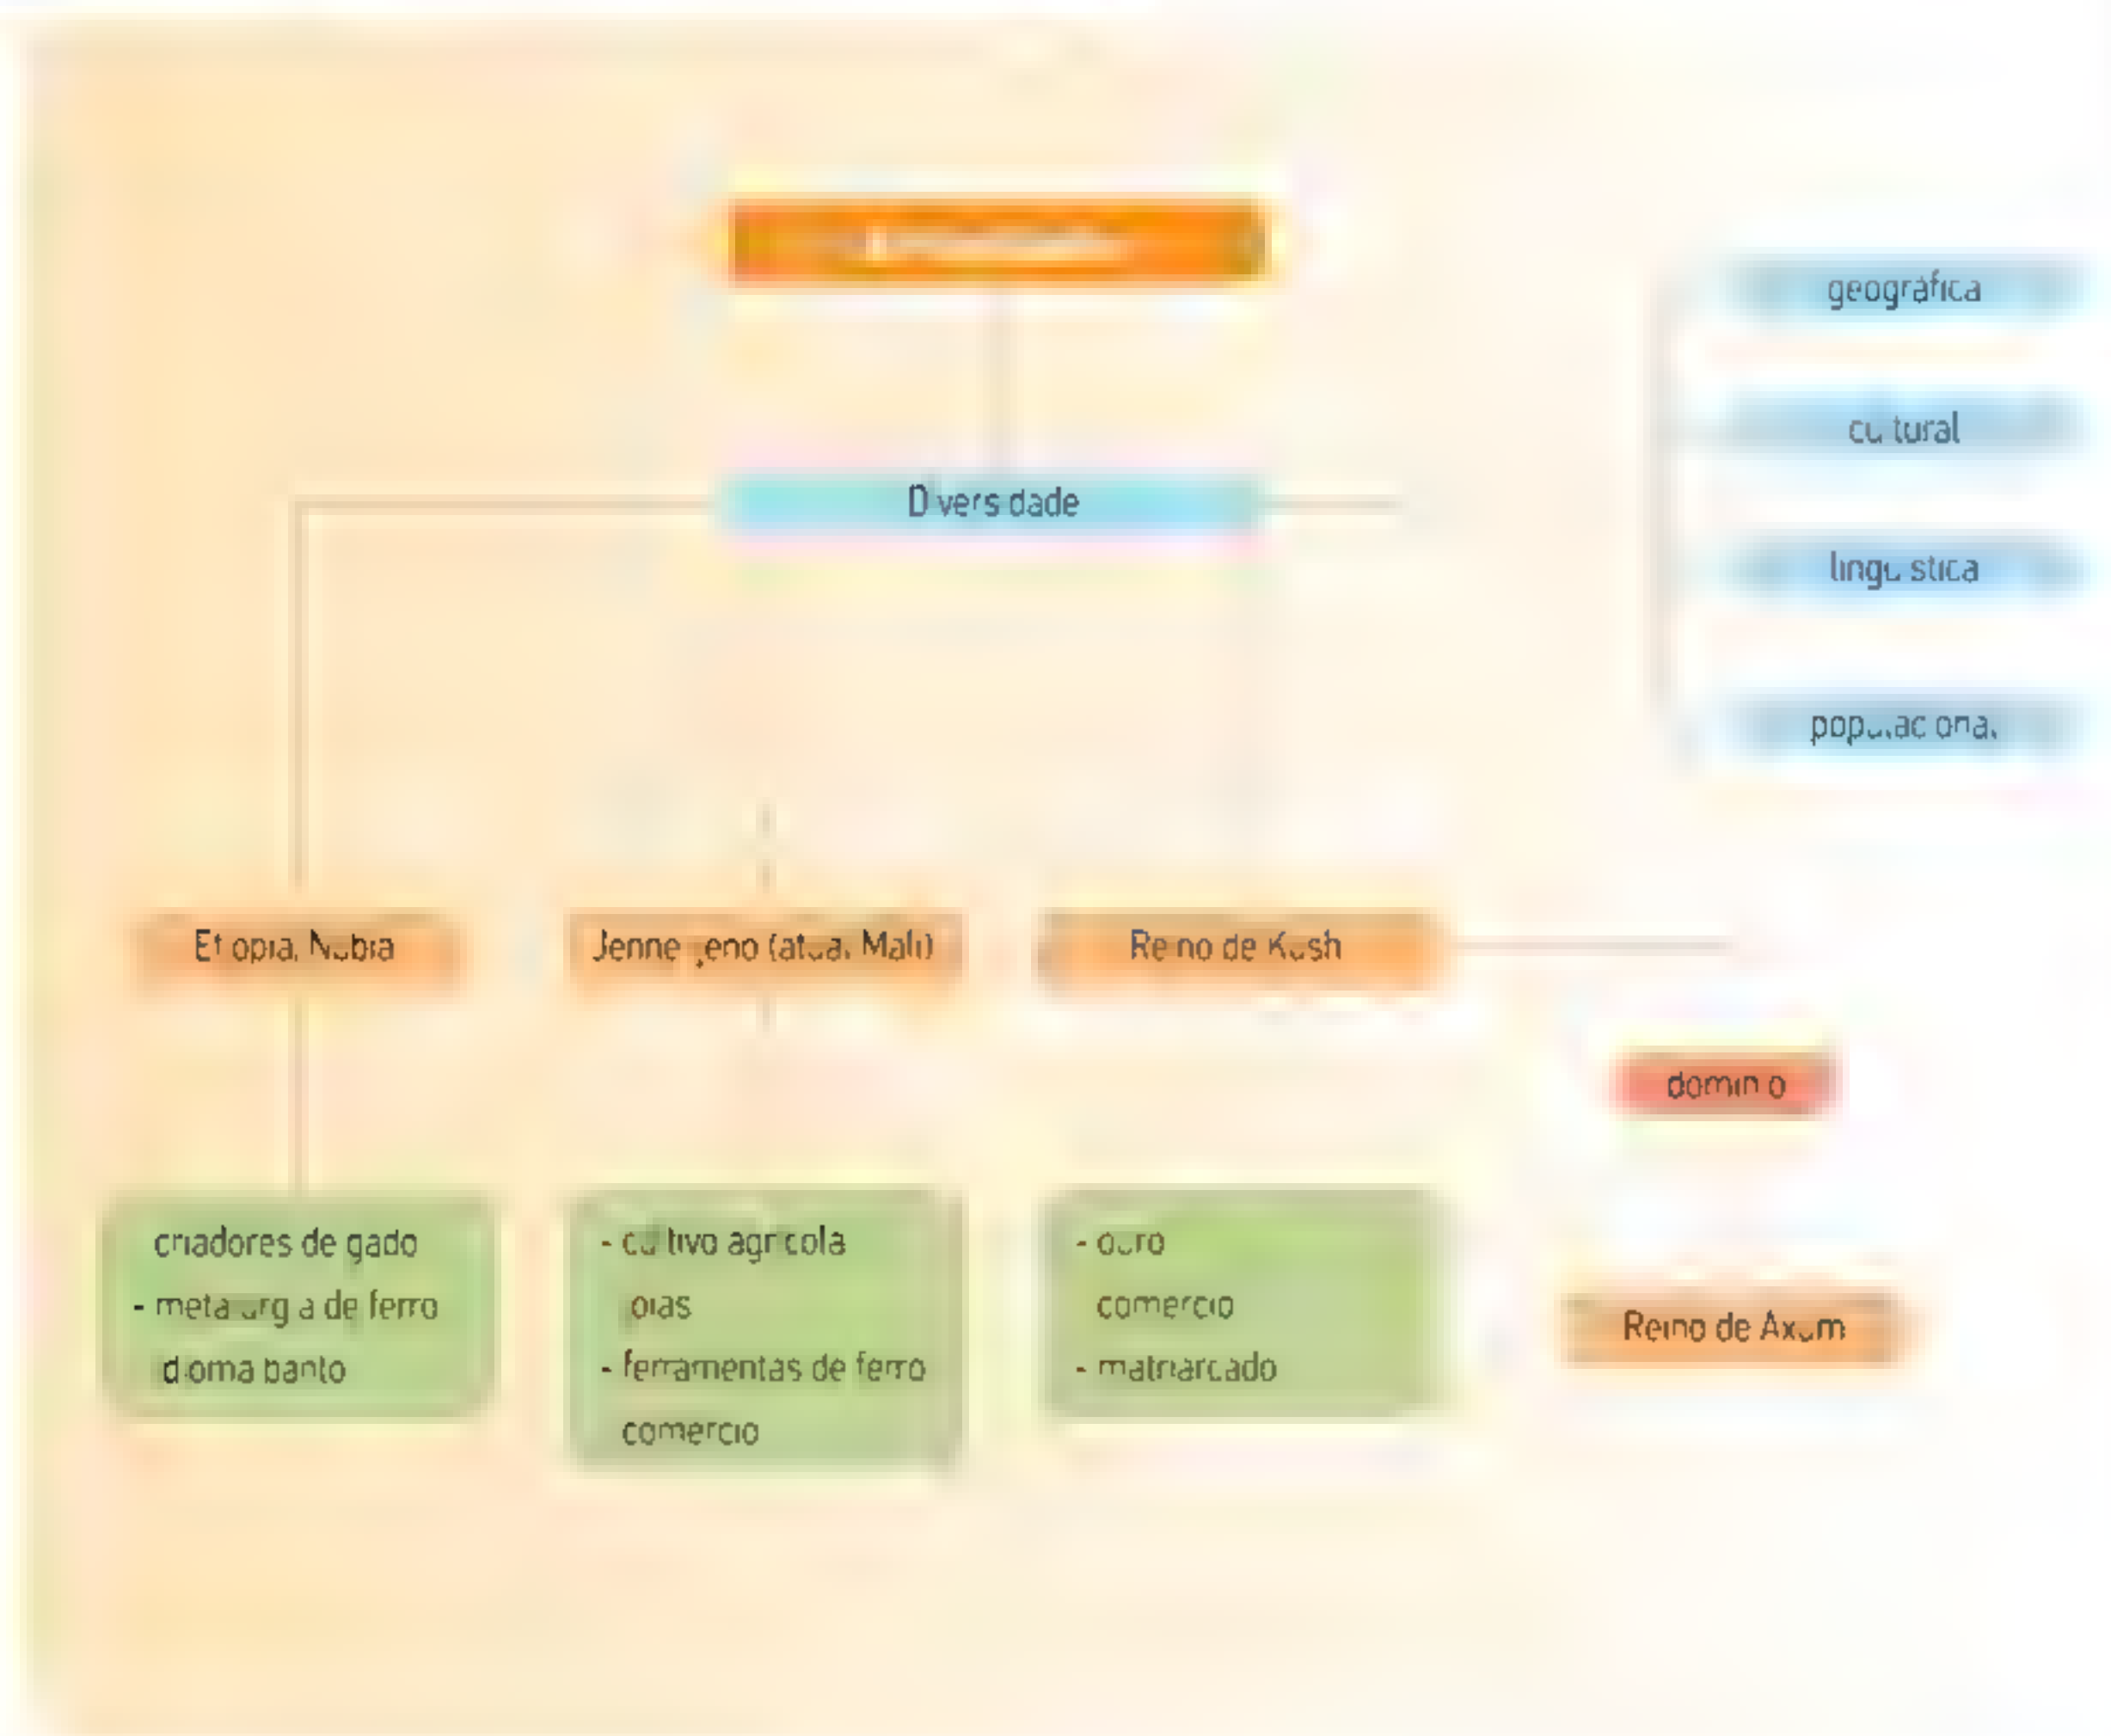 Diversidade
geográfica
cultural
linguística
populacional
Etiópia, Núbia
Jenné-Jeno (atual Mali)
Reino de Kush
domínio
criadores de gado
- metalurgia de ferro
idioma banto
- cultivo agrícola
joias
- ferramentas de ferro
comércio
- ouro
comércio
- matriarcado
Reino de Axum